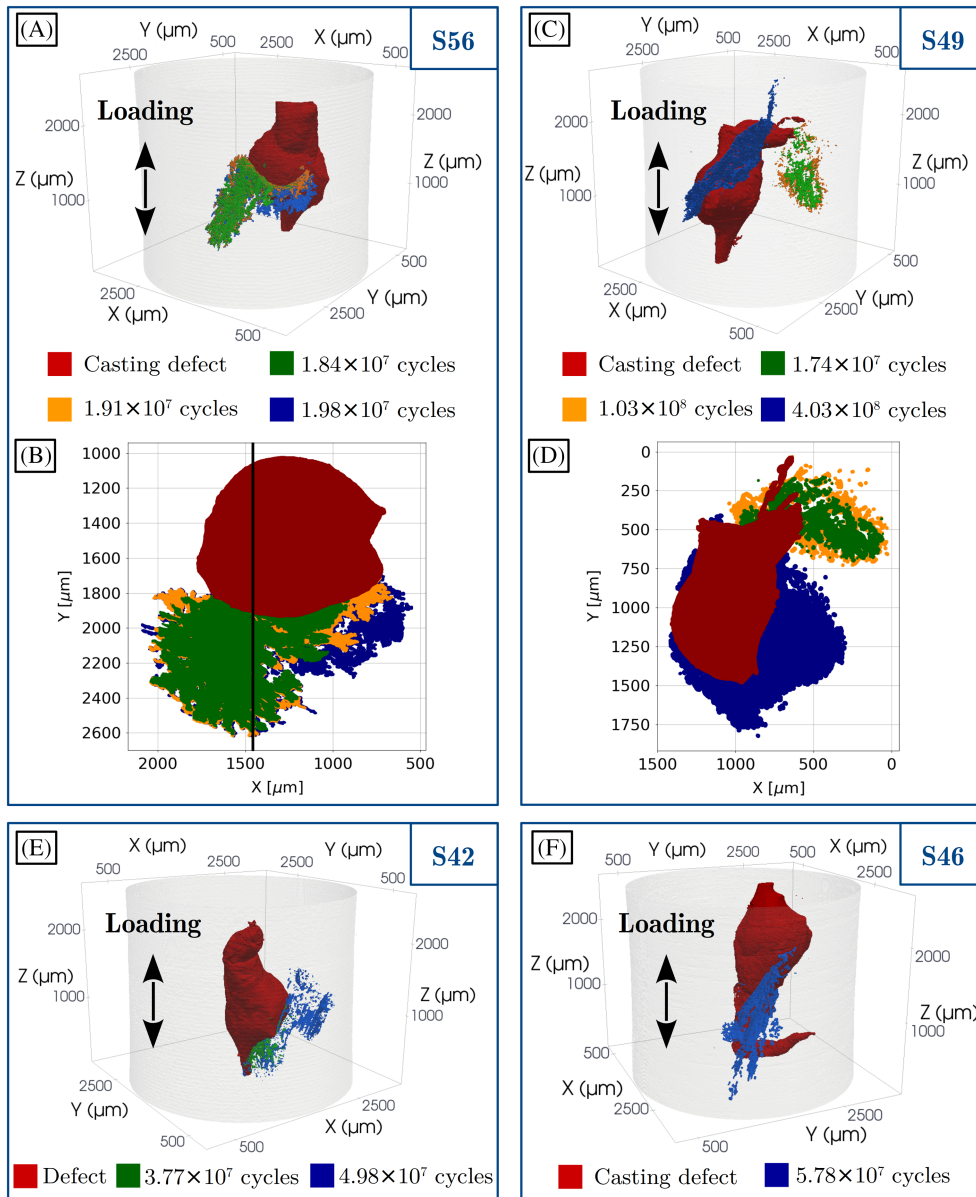 (A)
S56
Y (µm)
500
2500
X (µm)
2500
500
Loading
2000
Z (µm)
1000
2000
Z (µm)
1000
2500
X (µm)
500
Y (µm)
2500
500
Casting defect
1.84×10⁷ cycles
1.91×10⁷ cycles
1.98×10⁷ cycles
(B)
1000
1200
1400
1600
1800
2000
2200
2400
2600
Y [µm]
2000
1500
1000
500
X [µm]
(C)
S49
Y (µm)
500
2500
X (µm)
2500
500
Loading
2000
Z (µm)
1000
2000
Z (µm)
1000
2500
X (µm)
500
Y (µm)
2500
500
Casting defect
1.74×10⁷ cycles
1.03×10⁸ cycles
4.03×10⁸ cycles
(D)
0
250
500
750
1000
1250
1500
1750
Y [µm]
1500
1000
500
0
X [µm]
(E)
S42
X (µm)
500
2500
2500
Y (µm)
500
Loading
2000
Z (µm)
1000
2000
Z (µm)
1000
2500
Y (µm)
500
2500
X (µm)
500
Defect
3.77×10⁷ cycles
4.98×10⁷ cycles
(F)
S46
500
Y (µm)
2500
500
X (µm)
2500
Loading
2000
Z (µm)
1000
2000
Z (µm)
1000
500
X (µm)
2500
2500
Y (µm)
500
Casting defect
5.78×10⁷ cycles